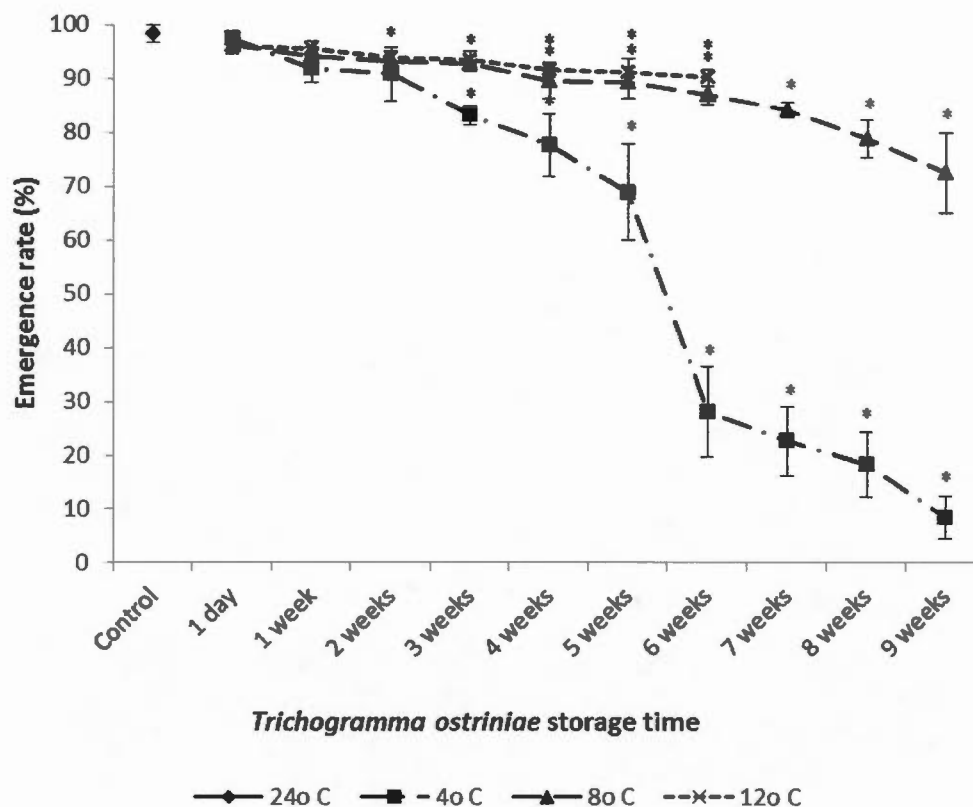 100
90
80
70
60
50
40
30
20
10
0
Emergence rate (%)
Control
1 day
1 week
2 weeks
3 weeks
4 weeks
5 weeks
6 weeks
7 weeks
8 weeks
9 weeks
Trichogramma ostriniae storage time
24o C 4o C 8o C 12o C